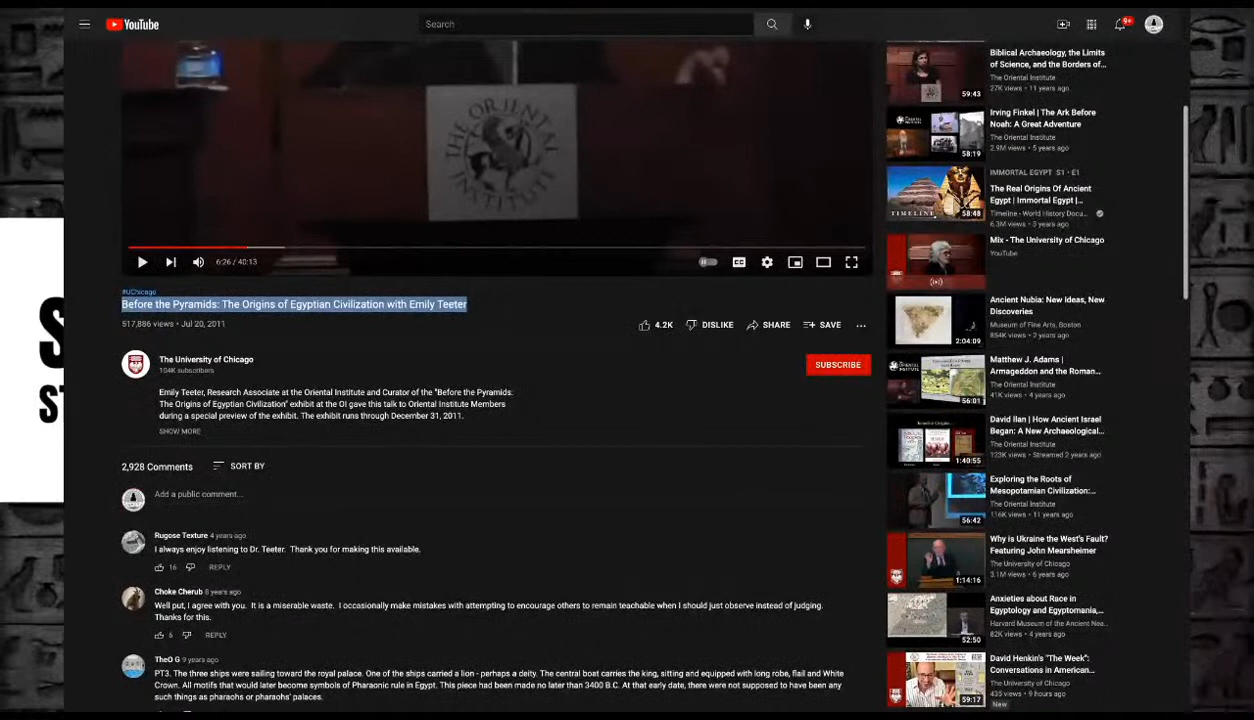 YouTube
Search
9+
THE ORIENTAL
INSTITUTE
6:26 / 40:13
#UChicago
Before the Pyramids: The Origins of Egyptian Civilization with Emily Teeter
517,886 views • Jul 20, 2011
4.2K
DISLIKE
SHARE
SAVE
The University of Chicago
104K subscribers
SUBSCRIBE
Emily Teeter, Research Associate at the Oriental Institute and Curator of the "Before the Pyramids:
The Origins of Egyptian Civilization" exhibit at the OI gave this talk to Oriental Institute Members
during a special preview of the exhibit. The exhibit runs through December 31, 2011.
SHOW MORE
2,928 Comments
SORT BY
Add a public comment...
Rugose Texture 4 years ago
I always enjoy listening to Dr. Teeter. Thank you for making this available.
16
REPLY
Choke Cherub 8 years ago
Well put, I agree with you. It is a miserable waste. I occasionally make mistakes with attempting to encourage others to remain teachable when I should just observe instead of judging.
Thanks for this.
6
REPLY
TheO G 9 years ago
PT3. The three ships were sailing toward the royal palace. One of the ships carried a lion - perhaps a deity. The central boat carries the king, sitting and equipped with long robe, flail and White
Crown. All motifs that would later become symbols of Pharaonic rule in Egypt. This piece had been made no later than 3400 B.C. At that early date, there were not supposed to have been any
such things as pharaohs or pharaohs' palaces.
Biblical Archaeology, the Limits
of Science, and the Borders of...
The Oriental Institute
27K views • 11 years ago
59:43
Irving Finkel | The Ark Before
Noah: A Great Adventure
The Oriental Institute
2.9M views • 5 years ago
58:19
IMMORTAL EGYPT S1 • E1
The Real Origins Of Ancient
Egypt | Immortal Egypt |
Timeline - World History Docu...
6.3M views • 3 years ago
TIMELINE
58:48
Mix - The University of Chicago
YouTube
Ancient Nubia: New Ideas, New
Discoveries
Museum of Fine Arts, Boston
854K views • 2 years ago
2:04:09
Matthew J. Adams |
Armageddon and the Roman...
The Oriental Institute
41K views • 4 years ago
56:01
David Ilan | How Ancient Israel
Began: A New Archaeological...
The Oriental Institute
123K views • Streamed 2 years ago
1:40:55
Exploring the Roots of
Mesopotamian Civilization:...
The Oriental Institute
116K views • 11 years ago
56:42
Why is Ukraine the West's Fault?
Featuring John Mearsheimer
The University of Chicago
3.1M views • 6 years ago
1:14:16
Anxieties about Race in
Egyptology and Egyptomania,...
Harvard Museum of the Ancient Nea...
82K views • 4 years ago
52:50
David Henkin's "The Week":
Conversations in American...
The University of Chicago
435 views • 9 hours ago
New
59:17